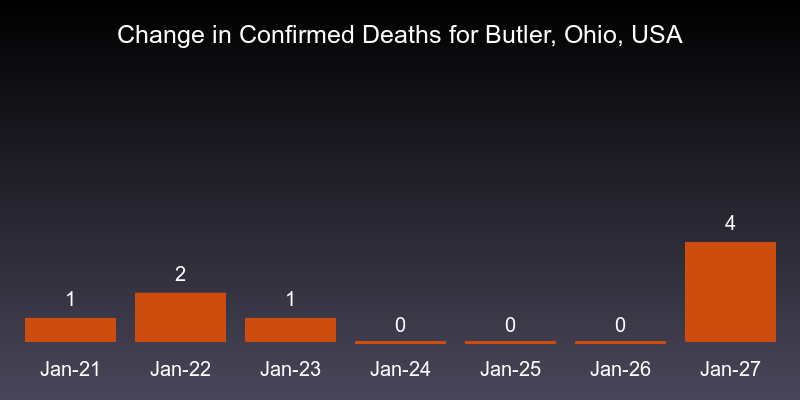 Change in Confirmed Deaths for Butler, Ohio, USA
1
2
1
0
0
0
4
Jan-21
Jan-22
Jan-23
Jan-24
Jan-25
Jan-26
Jan-27